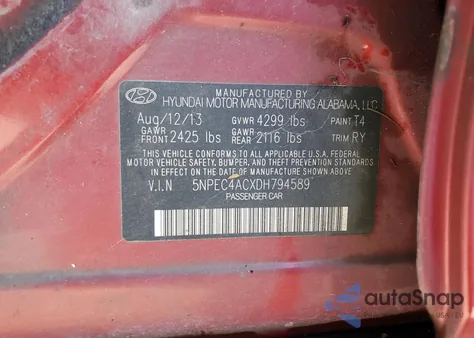 MANUFACTURED BY
HYUNDAI MOTOR MANUFACTURING ALABAMA, LLC
Aug/12/13 GVWR 4299 lbs PAINT T4
GAWR FRONT 2425 lbs GAWR REAR 2116 lbs TRIM RY
THIS VEHICLE CONFORMS TO ALL APPLICABLE FEDERAL
MOTOR VEHICLE SAFETY, BUMPER, AND THEFT PREVENTION STANDARDS
IN EFFECT ON THE DATE OF MANUFACTURE SHOWN ABOVE.
V.I.N 5NPEC4ACXDH794589
PASSENGER CAR
autoSnap